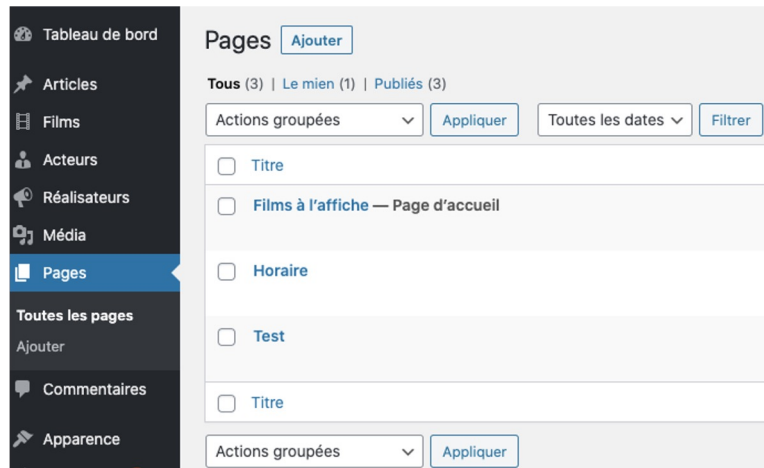 Tableau de bord
Articles
Films
Acteurs
Réalisateurs
Média
Pages
Toutes les pages
Ajouter
Commentaires
Apparence
Pages Ajouter
Tous (3) | Le mien (1) | Publiés (3)
Actions groupées Appliquer Toutes les dates Filtrer
Titre
Films à l’affiche — Page d’accueil
Horaire
Test
Titre
Actions groupées Appliquer